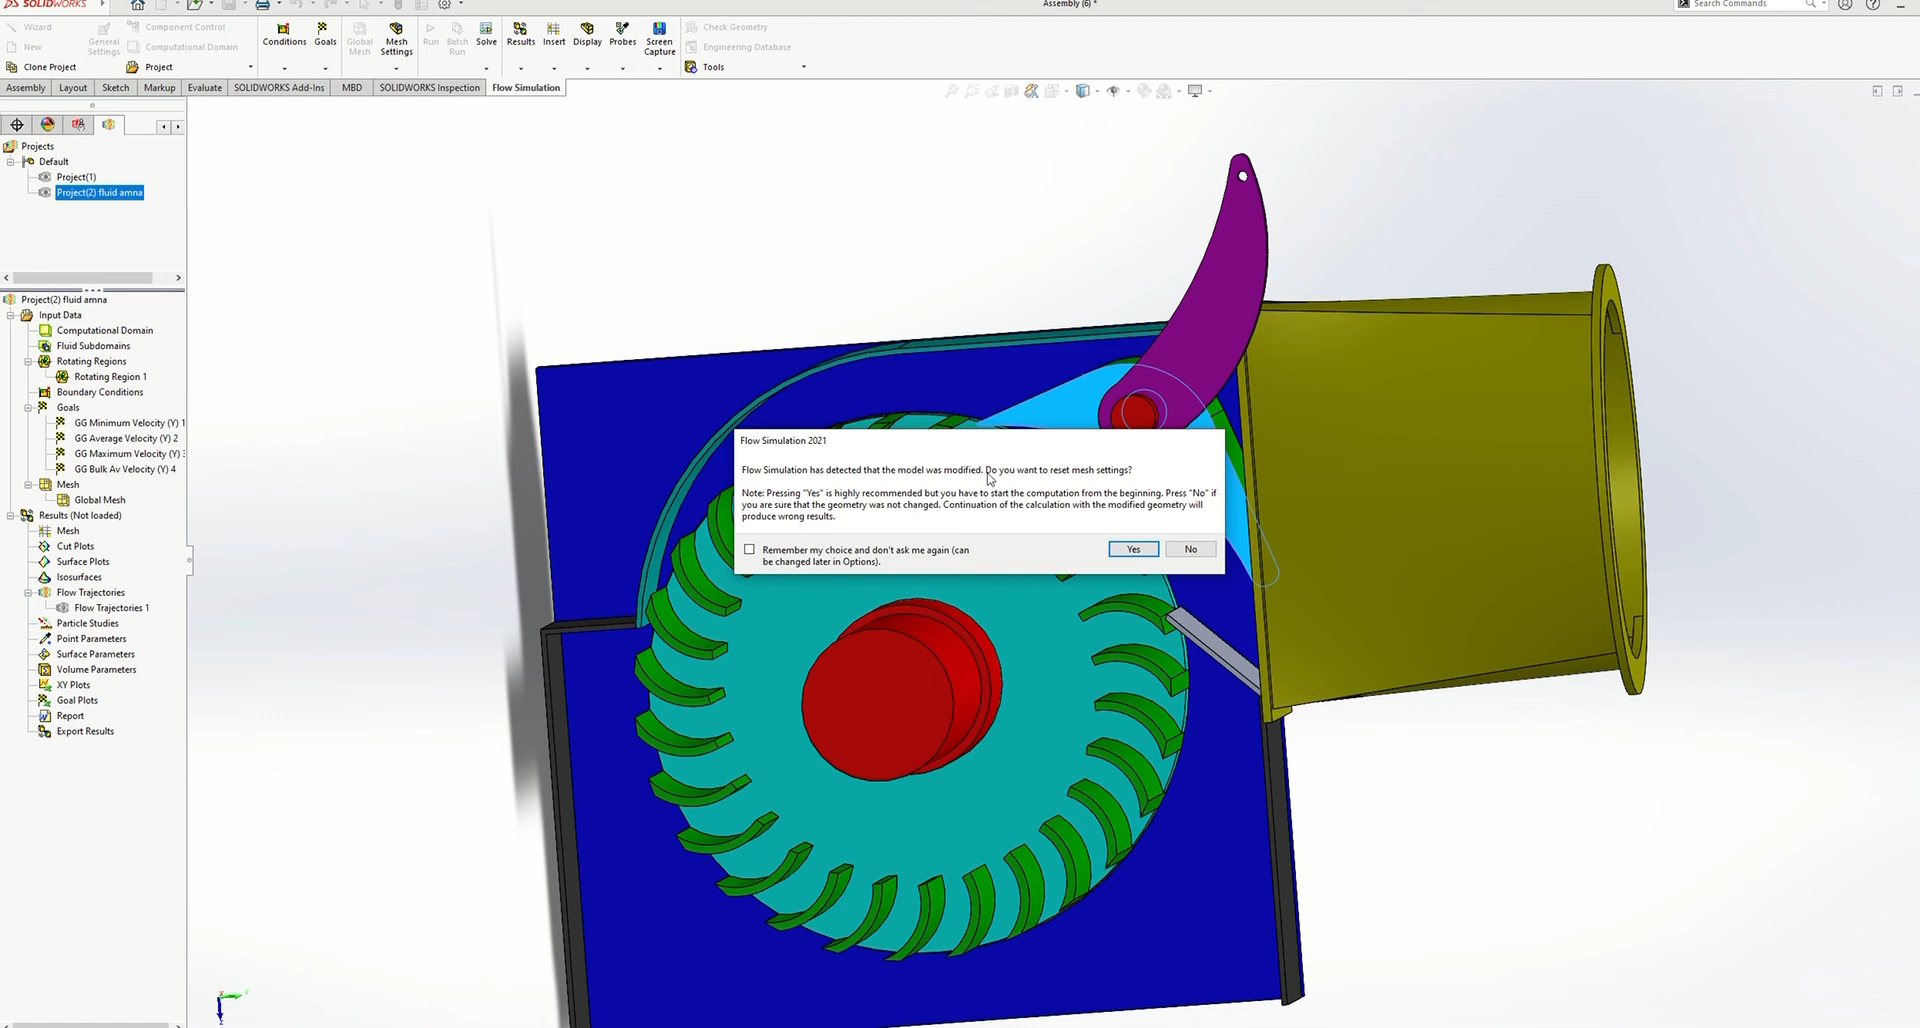 SOLIDWORKS
Assembly (6) *
Search Commands
Wizard
New
Clone Project
General Settings
Component Control
Computational Domain
Project
Conditions
Goals
Global Mesh
Mesh Settings
Run
Batch Run
Solve
Results
Insert
Display
Probes
Screen Capture
Check Geometry
Engineering Database
Tools
Assembly
Layout
Sketch
Markup
Evaluate
SOLIDWORKS Add-Ins
MBD
SOLIDWORKS Inspection
Flow Simulation
Projects
Default
Project(1)
Project(2) fluid amna
Project(2) fluid amna
Input Data
Computational Domain
Fluid Subdomains
Rotating Regions
Rotating Region 1
Boundary Conditions
Goals
GG Minimum Velocity (Y) 1
GG Average Velocity (Y) 2
GG Maximum Velocity (Y) 3
GG Bulk Av Velocity (Y) 4
Mesh
Global Mesh
Results (Not loaded)
Mesh
Cut Plots
Surface Plots
Isosurfaces
Flow Trajectories
Flow Trajectories 1
Particle Studies
Point Parameters
Surface Parameters
Volume Parameters
XY Plots
Goal Plots
Report
Export Results
Flow Simulation 2021
Flow Simulation has detected that the model was modified. Do you want to reset mesh settings?
Note: Pressing "Yes" is highly recommended but you have to start the computation from the beginning. Press "No" if
you are sure that the geometry was not changed. Continuation of the calculation with the modified geometry will
produce wrong results.
Remember my choice and don't ask me again (can
be changed later in Options).
Yes
No